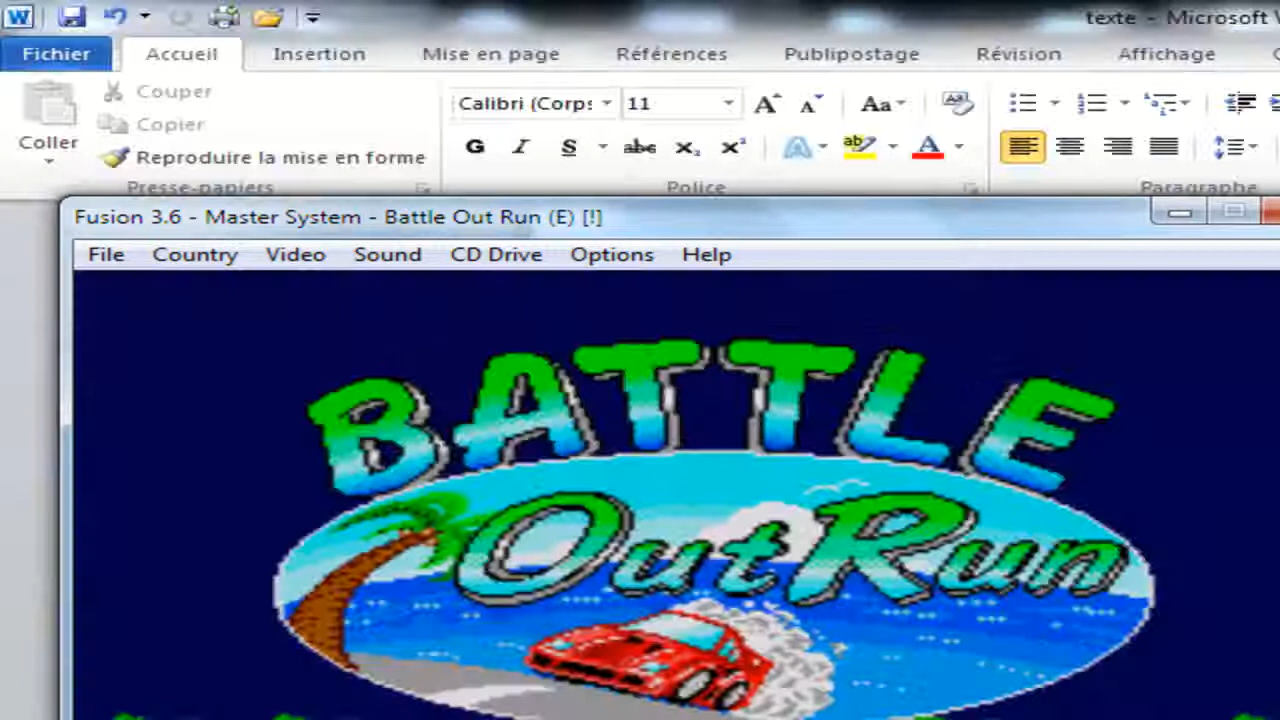 texte - Microsoft
Fichier Accueil Insertion Mise en page Références Publipostage Révision Affichage
Coller
Couper
Copier
Reproduire la mise en forme
Calibri (Corps 11
G I S abc x₂ x²
Presse-papiers Police Paragraphe
Fusion 3.6 - Master System - Battle Out Run (E) [!]
File Country Video Sound CD Drive Options Help
BATTLE
OutRun